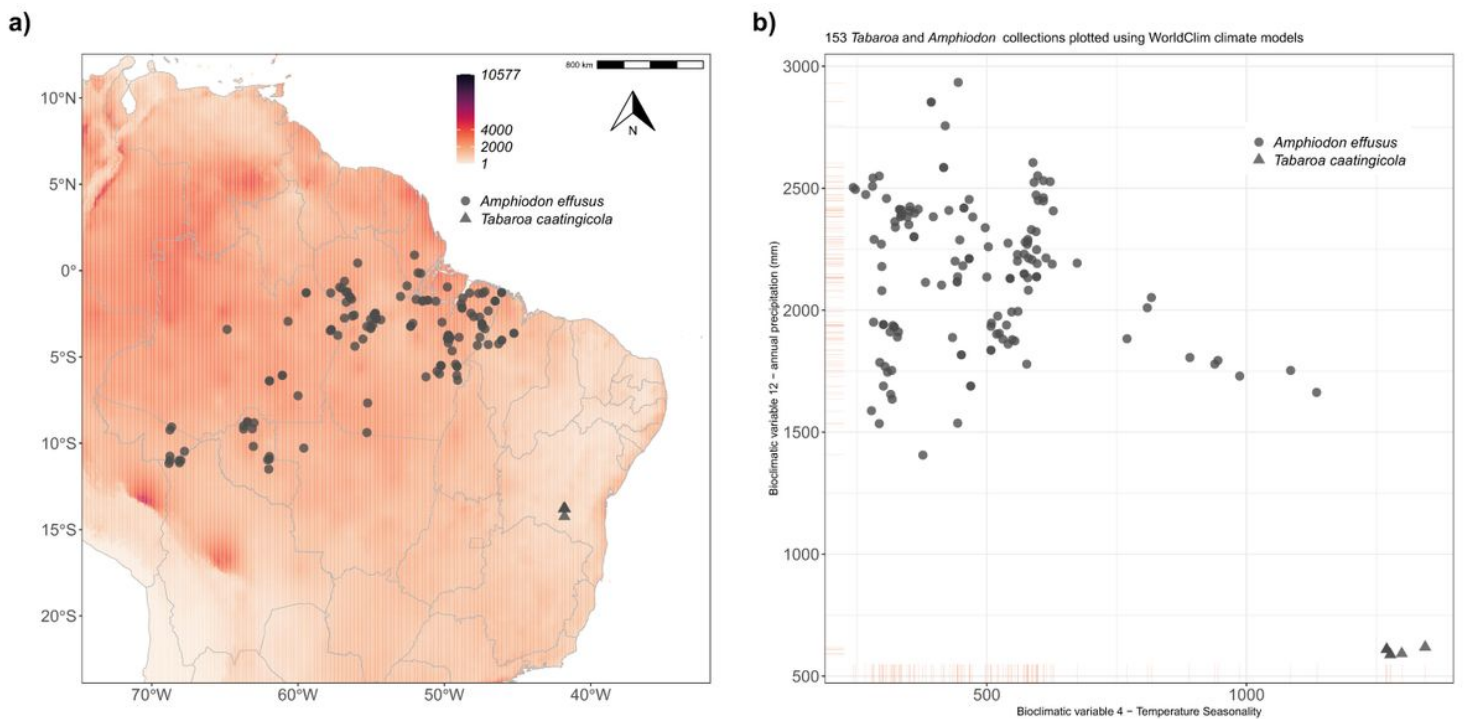 a)
800 km
10577
4000
2000
1
N
Amphiodon effusus
Tabaroa caatingicola
10°N
5°N
0°
5°S
10°S
15°S
20°S
70°W
60°W
50°W
40°W
b)
153 Tabaroa and Amphiodon collections plotted using WorldClim climate models
Amphiodon effusus
Tabaroa caatingicola
Bioclimatic variable 12 − annual precipitation (mm)
3000
2500
2000
1500
1000
500
500
1000
Bioclimatic variable 4 − Temperature Seasonality